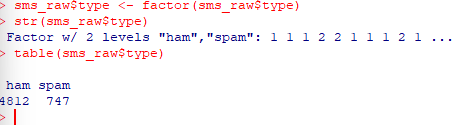 > sms_raw$type <- factor(sms_raw$type)
> str(sms_raw$type)
 Factor w/ 2 levels "ham","spam": 1 1 1 2 2 1 1 1 2 1 ...
> table(sms_raw$type)
 ham spam
4812  747
>